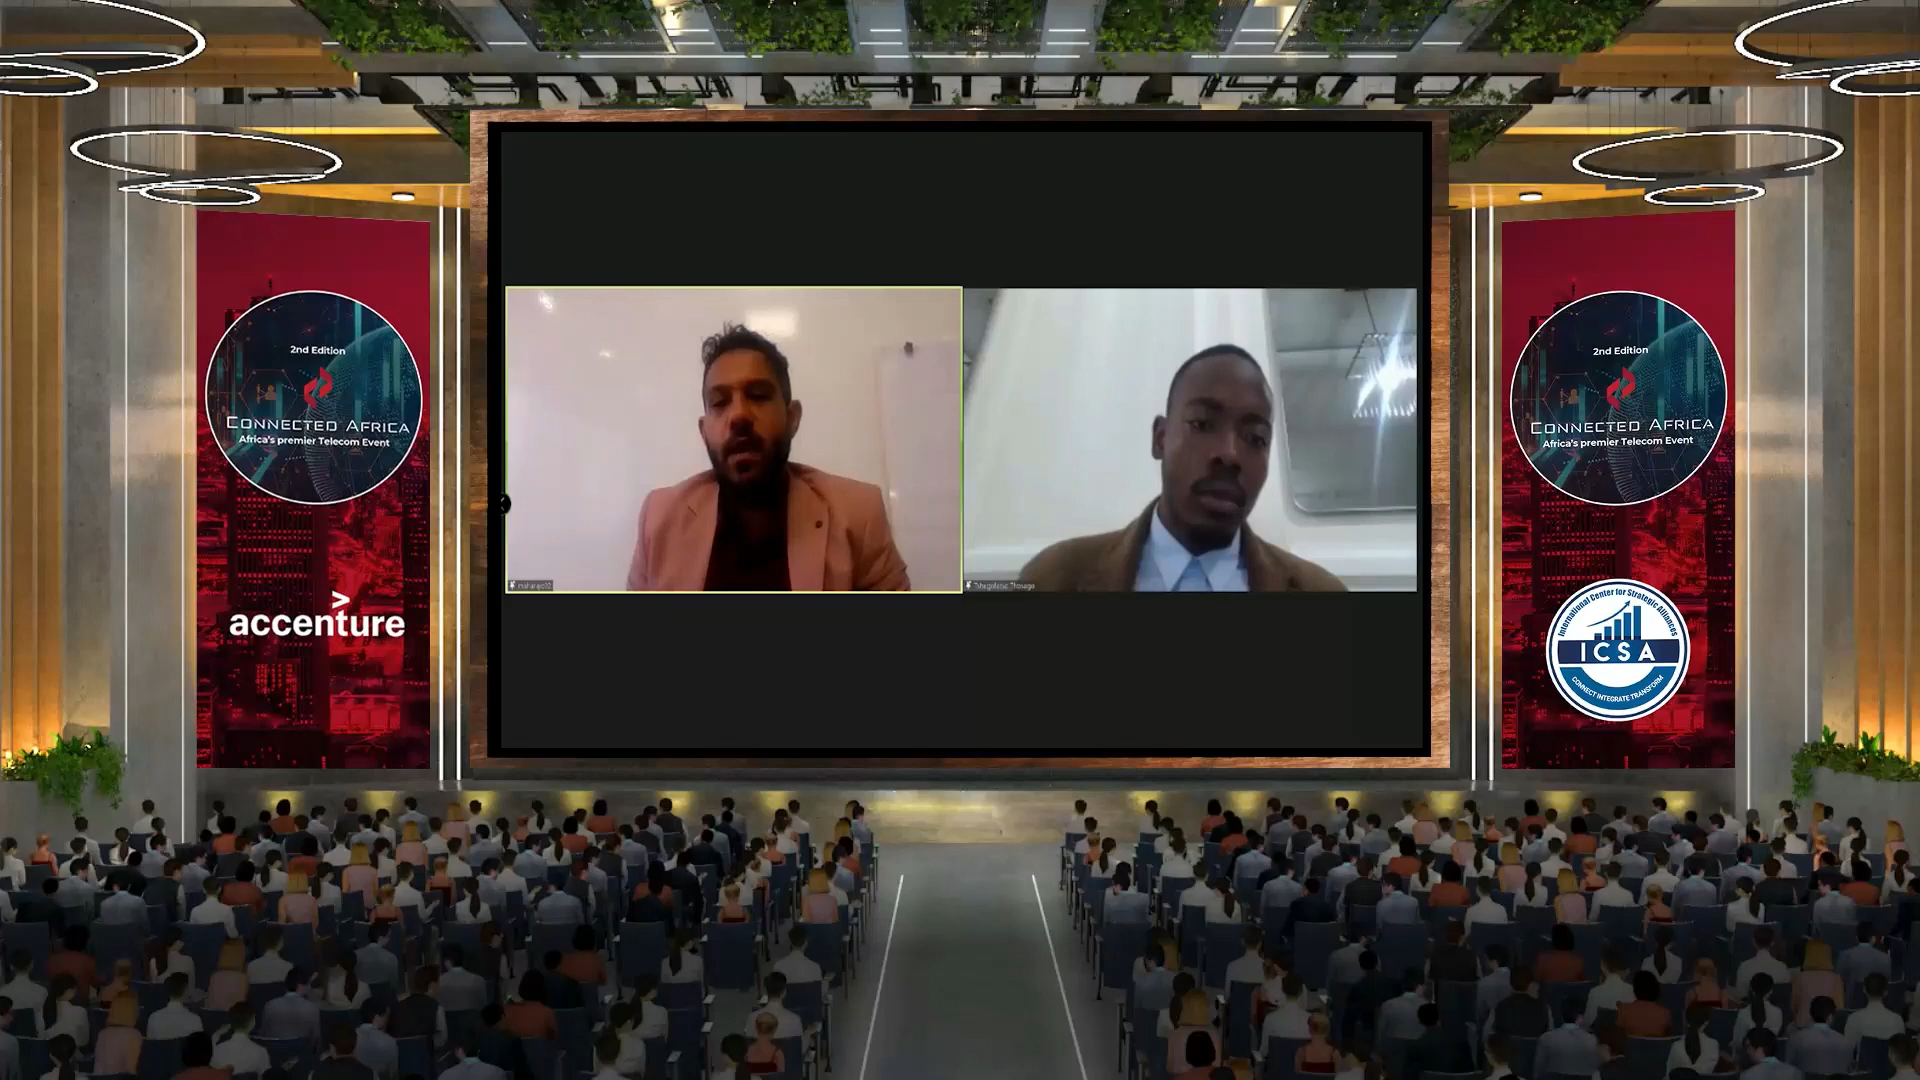 2nd Edition
CONNECTED AFRICA
Africa's premier Telecom Event
accenture
2nd Edition
CONNECTED AFRICA
Africa's premier Telecom Event
International Center for Strategic Alliances
ICSA
CONNECT INTEGRATE TRANSFORM